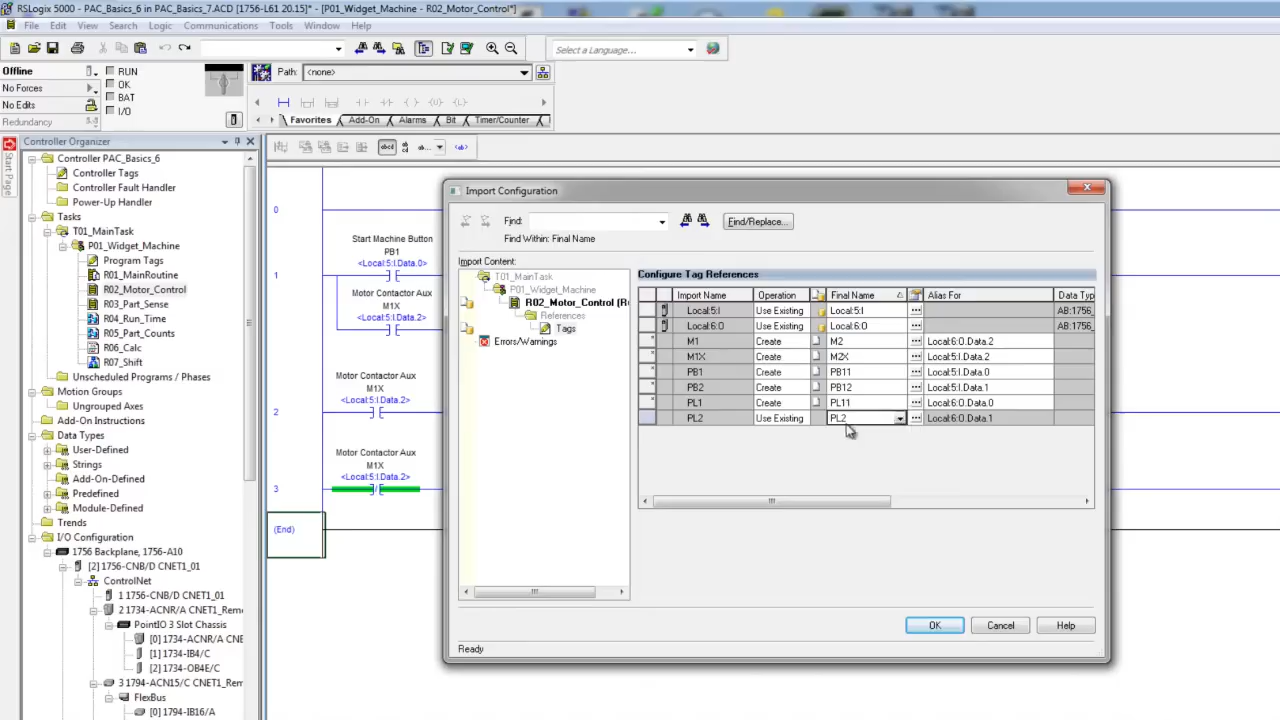 RSLogix 5000 - PAC_Basics_6 in PAC_Basics_7.ACD [1756-L61 20.15]* - [P01_Widget_Machine - R02_Motor_Control*]
File Edit View Search Logic Communications Tools Window Help
Select a Language...
Offline
RUN
No Forces
OK
No Edits
BAT
Redundancy
I/O
Path: <none>
Favorites Add-On Alarms Bit Timer/Counter
Start Page
Controller Organizer
Controller PAC_Basics_6
Controller Tags
Controller Fault Handler
Power-Up Handler
Tasks
T01_MainTask
P01_Widget_Machine
Program Tags
R01_MainRoutine
R02_Motor_Control
R03_Part_Sense
R04_Run_Time
R05_Part_Counts
R06_Calc
R07_Shift
Unscheduled Programs / Phases
Motion Groups
Ungrouped Axes
Add-On Instructions
Data Types
User-Defined
Strings
Add-On-Defined
Predefined
Module-Defined
Trends
I/O Configuration
1756 Backplane, 1756-A10
[2] 1756-CNB/D CNET1_01
ControlNet
1 1756-CNB/D CNET1_01
2 1734-ACNR/A CNET1_Remo
PointIO 3 Slot Chassis
[0] 1734-ACNR/A CNE
[1] 1734-IB4/C
[2] 1734-OB4E/C
3 1794-ACN15/C CNET1_Rem
FlexBus
[0] 1794-IB16/A
0
Start Machine Button
PB1
<Local:5:I.Data.0>
1
Motor Contactor Aux
M1X
<Local:5:I.Data.2>
Motor Contactor Aux
M1X
<Local:5:I.Data.2>
2
Motor Contactor Aux
M1X
<Local:5:I.Data.2>
3
(End)
Import Configuration
Find:
Find/Replace...
Find Within: Final Name
Import Content:
T01_MainTask
P01_Widget_Machine
R02_Motor_Control (Ro
References
Tags
Errors/Warnings
Configure Tag References
Import Name Operation Final Name Alias For Data Typ
Local:5:I Use Existing Local:5:I AB:1756_
Local:6:O Use Existing Local:6:O AB:1756_
M1 Create M2 Local:6:O.Data.2
M1X Create M2X Local:5:I.Data.2
PB1 Create PB11 Local:5:I.Data.0
PB2 Create PB12 Local:5:I.Data.1
PL1 Create PL11 Local:6:O.Data.0
PL2 Use Existing PL2 Local:6:O.Data.1
OK Cancel Help
Ready